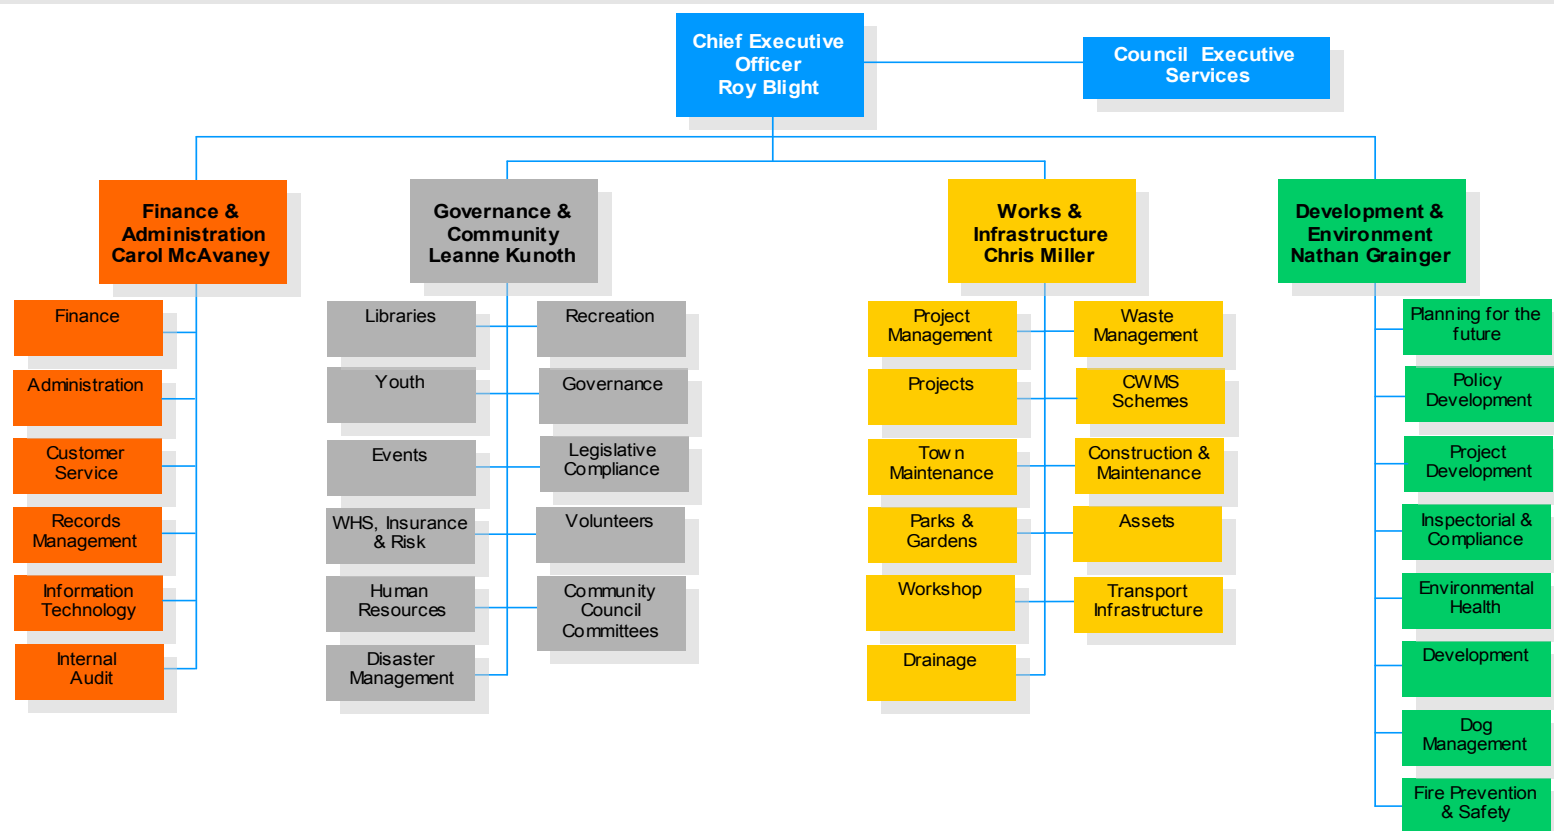 Chief Executive
Officer
Roy Blight
Council Executive
Services
Finance &
Administration
Carol McAvaney
Governance &
Community
Leanne Kunoth
Works &
Infrastructure
Chris Miller
Development &
Environment
Nathan Grainger
Finance
Administration
Customer
Service
Records
Management
Information
Technology
Internal
Audit
Libraries
Youth
Events
WHS, Insurance
& Risk
Human
Resources
Disaster
Management
Recreation
Governance
Legislative
Compliance
Volunteers
Community
Council
Committees
Project
Management
Projects
Town
Maintenance
Parks &
Gardens
Workshop
Drainage
Waste
Management
CWMS
Schemes
Construction &
Maintenance
Assets
Transport
Infrastructure
Planning for the
future
Policy
Development
Project
Development
Inspectorial &
Compliance
Environmental
Health
Development
Dog
Management
Fire Prevention
& Safety